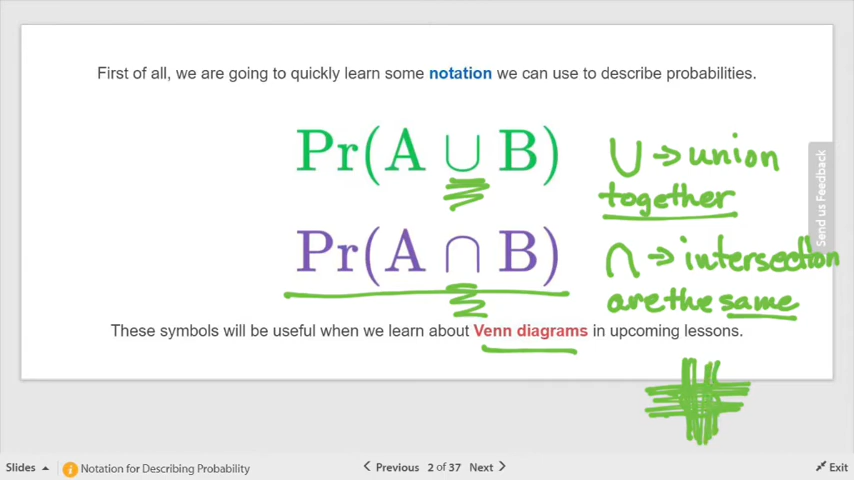 First of all, we are going to quickly learn some notation we can use to describe probabilities.
Pr(A ∪ B)
∪ → union
together
Pr(A ∩ B)
∩ → intersection
are the same
These symbols will be useful when we learn about Venn diagrams in upcoming lessons.
Send us Feedback
Slides
Notation for Describing Probability
Previous 2 of 37 Next
Exit